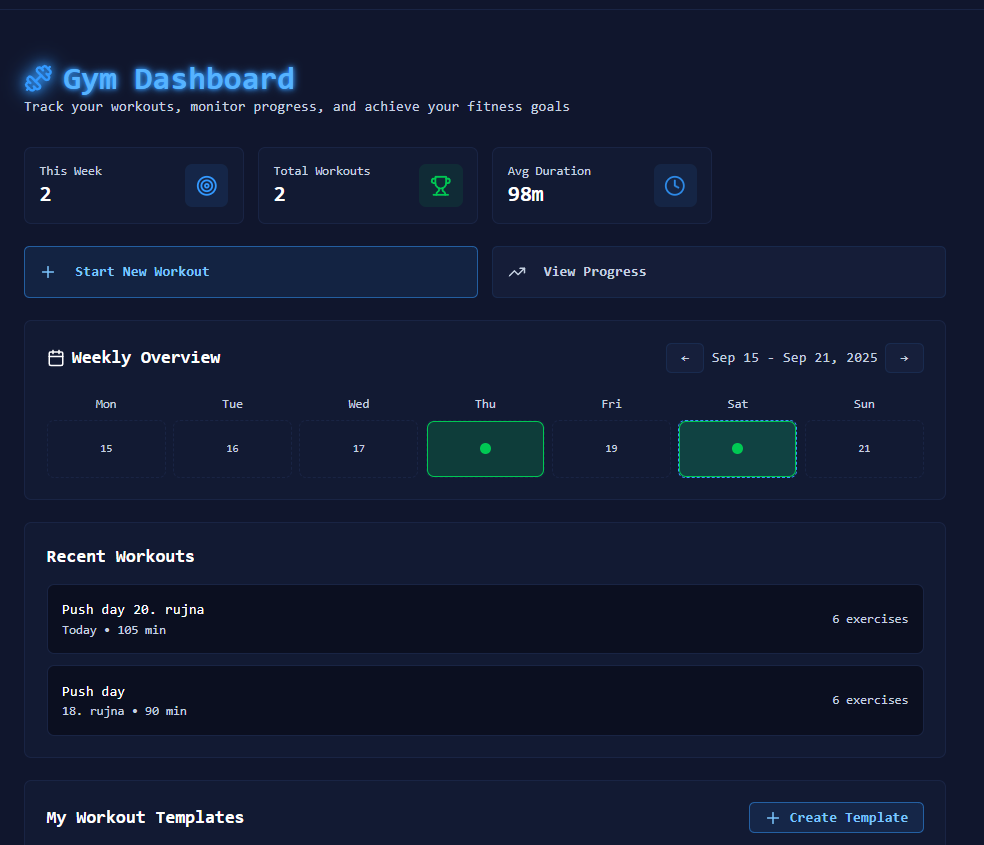 Gym Dashboard
Track your workouts, monitor progress, and achieve your fitness goals
This Week
2
Total Workouts
2
Avg Duration
98m
+ Start New Workout
View Progress
Weekly Overview
← Sep 15 - Sep 21, 2025 →
Mon Tue Wed Thu Fri Sat Sun
15 16 17 19 21
Recent Workouts
Push day 20. rujna
Today • 105 min
6 exercises
Push day
18. rujna • 90 min
6 exercises
My Workout Templates
+ Create Template